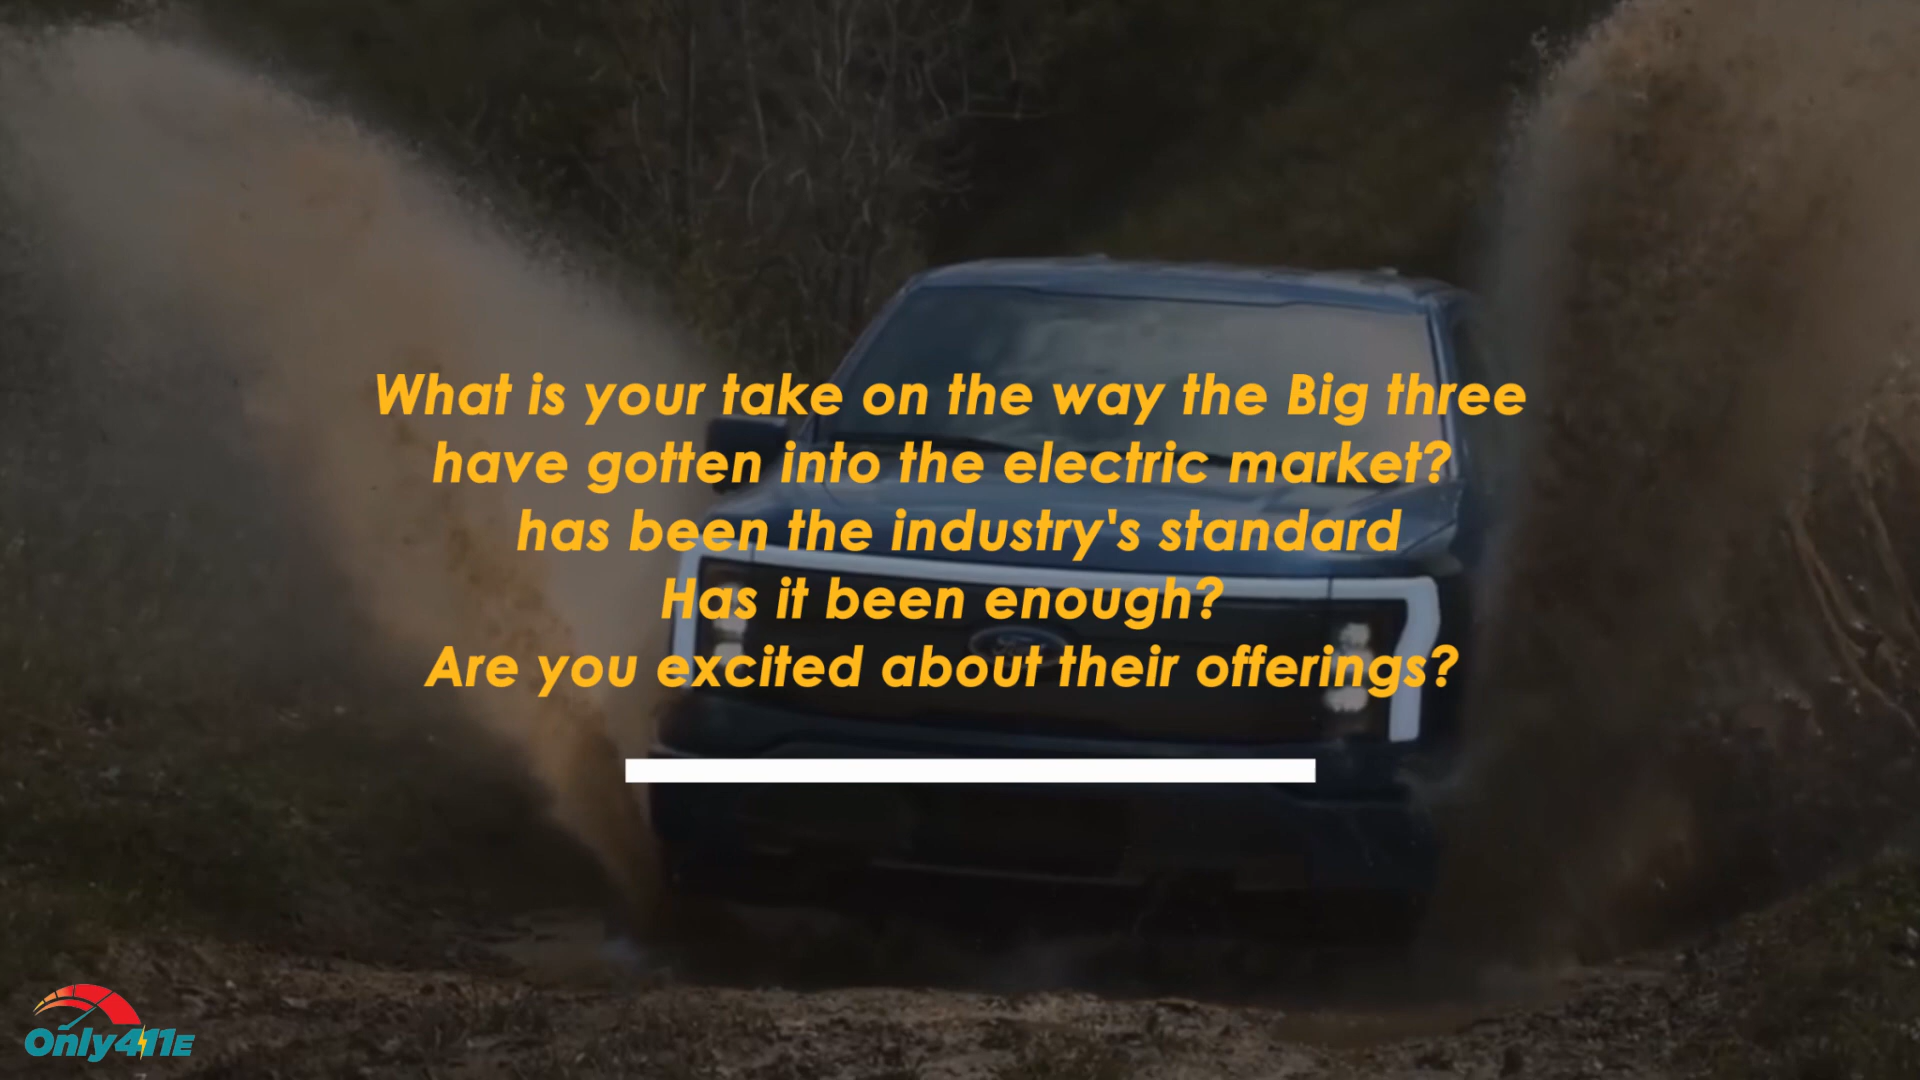 What is your take on the way the Big three
have gotten into the electric market?
has been the industry's standard
Has it been enough?
Are you excited about their offerings?
Ford
Only411E